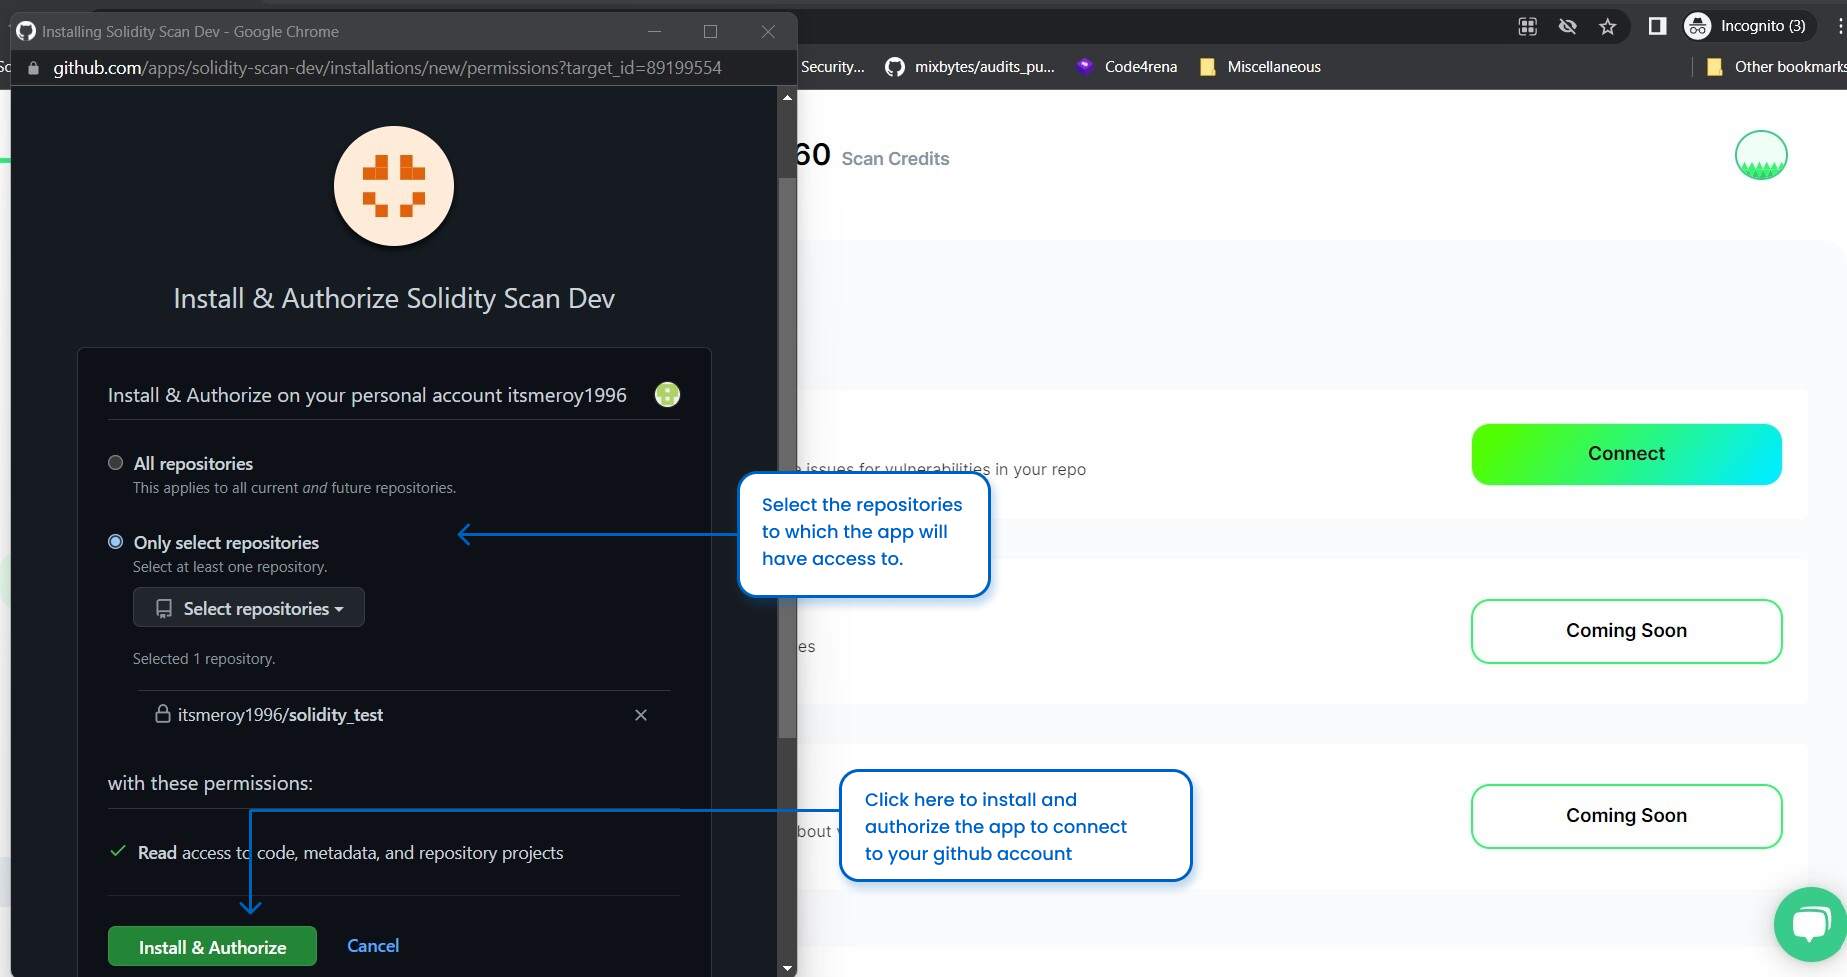 Installing Solidity Scan Dev - Google Chrome
Incognito (3)
github.com/apps/solidity-scan-dev/installations/new/permissions?target_id=89199554
Security...
mixbytes/audits_pu...
Code4rena
Miscellaneous
Other bookmarks
60 Scan Credits
Install & Authorize Solidity Scan Dev
Install & Authorize on your personal account itsmeroy1996
All repositories
This applies to all current and future repositories.
Only select repositories
Select at least one repository.
Select repositories
Selected 1 repository.
itsmeroy1996/solidity_test
with these permissions:
Read access to code, metadata, and repository projects
Install & Authorize
Cancel
issues for vulnerabilities in your repo
Connect
Select the repositories
to which the app will
have access to.
Coming Soon
es
Click here to install and
authorize the app to connect
to your github account
bout
Coming Soon